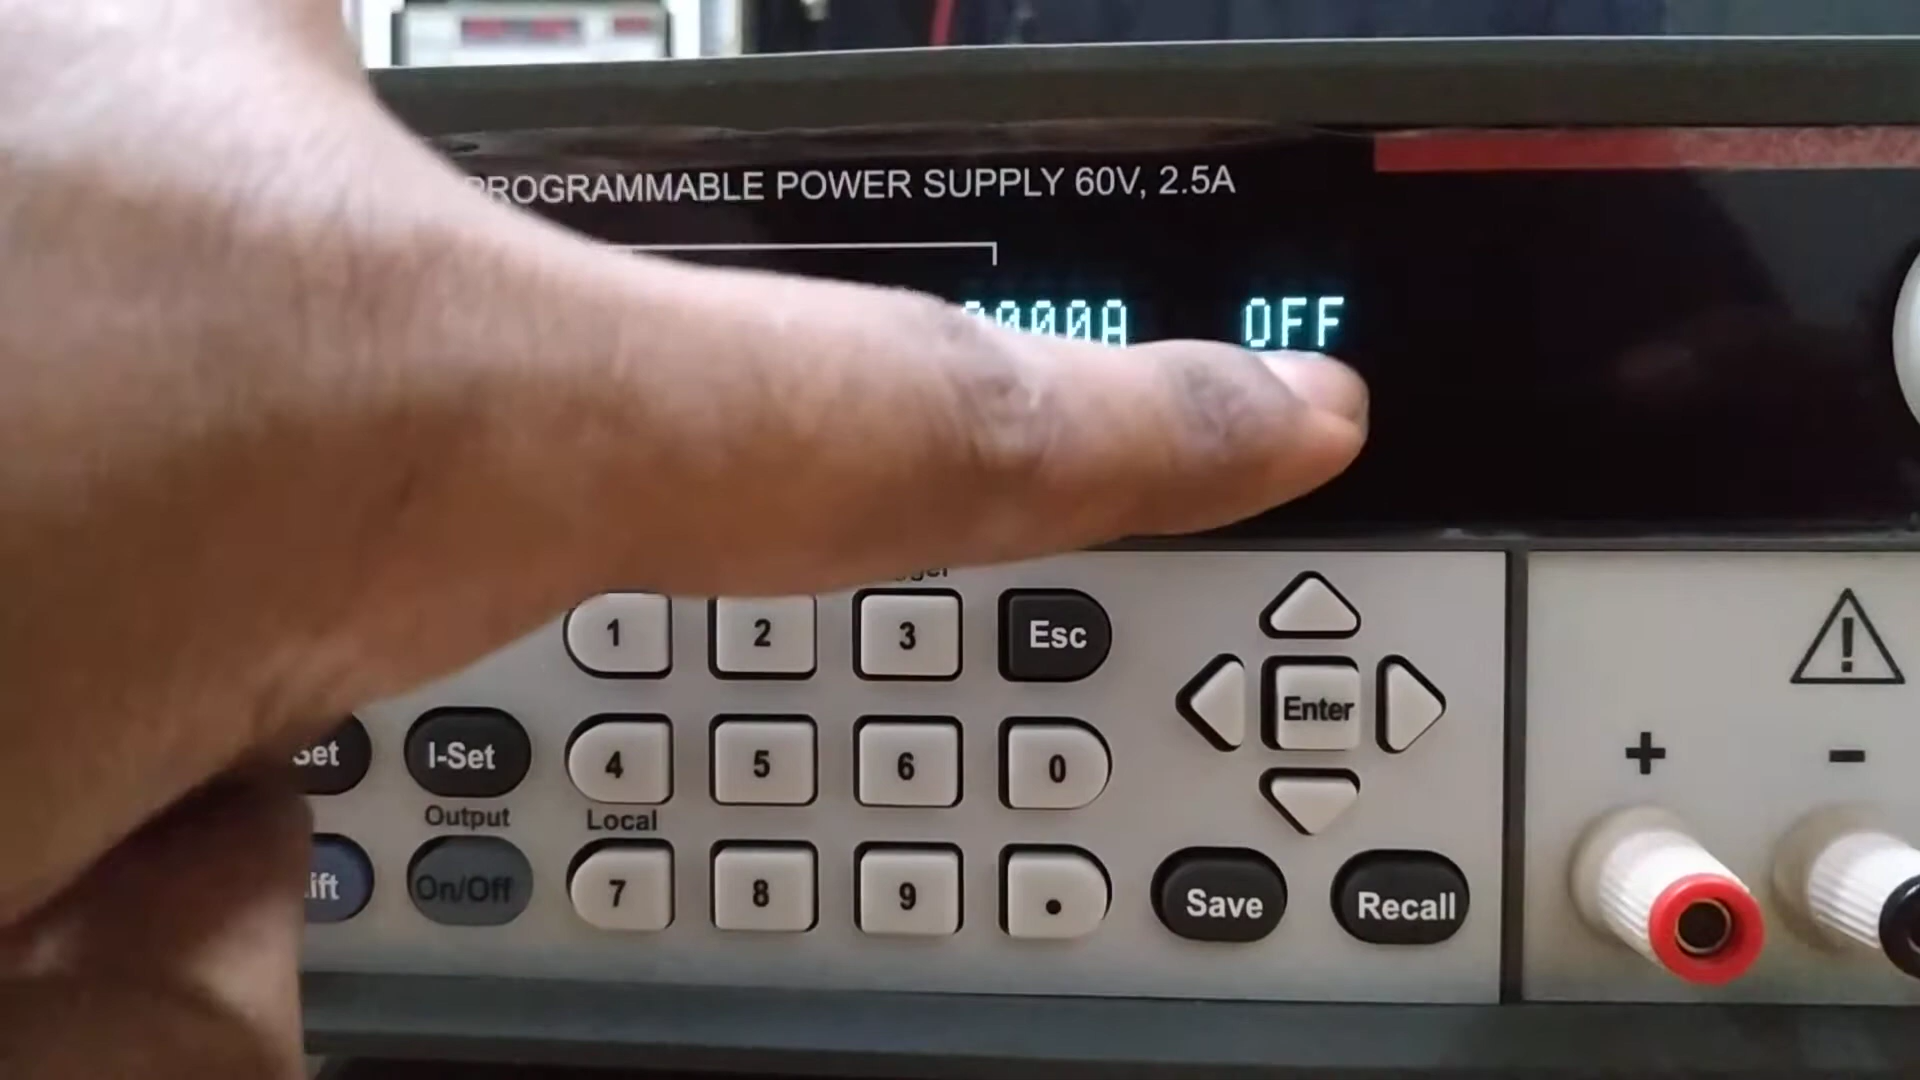 PROGRAMMABLE POWER SUPPLY 60V, 2.5A
0000A OFF
1 2 3 Esc
Enter
I-Set 4 5 6 0
+ -
Output Local
On/Off 7 8 9 . Save Recall